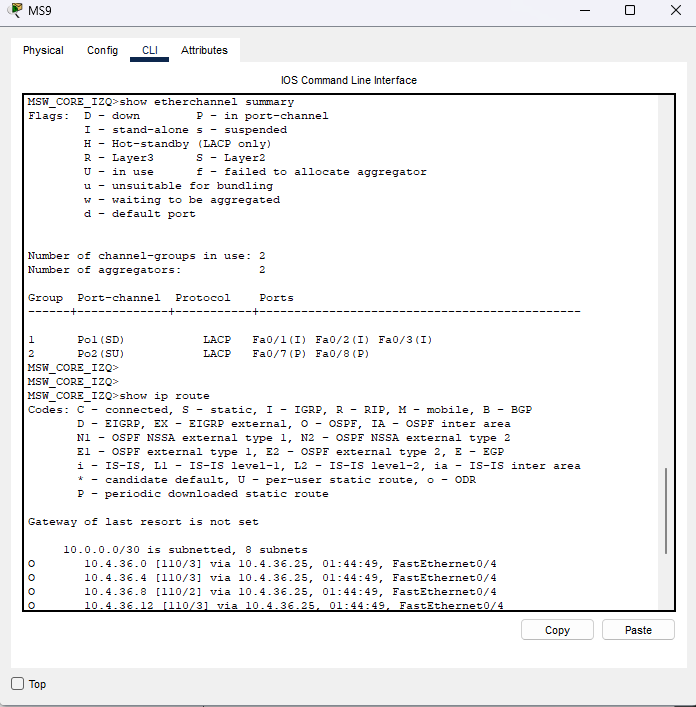 MS9
Physical Config CLI Attributes
IOS Command Line Interface
MSW_CORE_IZQ>show etherchannel summary
Flags:  D - down        P - in port-channel
        I - stand-alone s - suspended
        H - Hot-standby (LACP only)
        R - Layer3      S - Layer2
        U - in use      f - failed to allocate aggregator
        u - unsuitable for bundling
        w - waiting to be aggregated
        d - default port
Number of channel-groups in use: 2
Number of aggregators:           2
Group  Port-channel  Protocol    Ports
------+-------------+-----------+----------------------------------------------
1      Po1(SD)           LACP   Fa0/1(I) Fa0/2(I) Fa0/3(I)
2      Po2(SU)           LACP   Fa0/7(P) Fa0/8(P)
MSW_CORE_IZQ>
MSW_CORE_IZQ>
MSW_CORE_IZQ>show ip route
Codes: C - connected, S - static, I - IGRP, R - RIP, M - mobile, B - BGP
       D - EIGRP, EX - EIGRP external, O - OSPF, IA - OSPF inter area
       N1 - OSPF NSSA external type 1, N2 - OSPF NSSA external type 2
       E1 - OSPF external type 1, E2 - OSPF external type 2, E - EGP
       i - IS-IS, L1 - IS-IS level-1, L2 - IS-IS level-2, ia - IS-IS inter area
       * - candidate default, U - per-user static route, o - ODR
       P - periodic downloaded static route
Gateway of last resort is not set
     10.0.0.0/30 is subnetted, 8 subnets
O       10.4.36.0 [110/3] via 10.4.36.25, 01:44:49, FastEthernet0/4
O       10.4.36.4 [110/3] via 10.4.36.25, 01:44:49, FastEthernet0/4
O       10.4.36.8 [110/2] via 10.4.36.25, 01:44:49, FastEthernet0/4
O       10.4.36.12 [110/3] via 10.4.36.25, 01:44:49, FastEthernet0/4
Copy Paste
Top